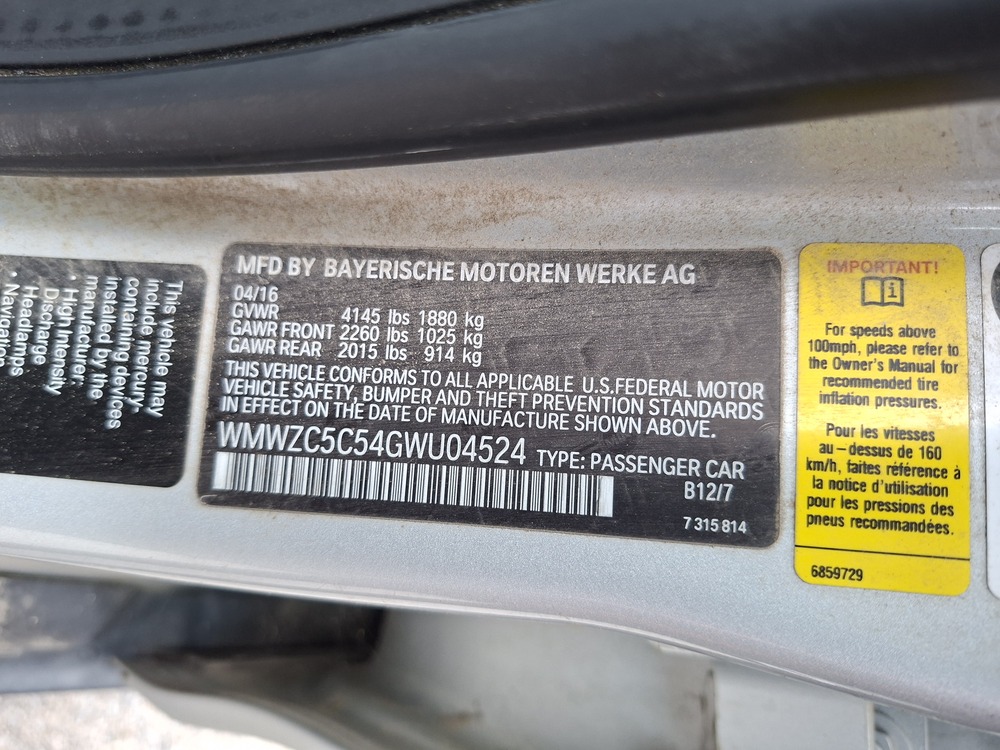 This vehicle may
include mercury-
containing devices
installed by the
manufacturer:
• High Intensity
Discharge
• Headlamps
• Navigation
MFD BY BAYERISCHE MOTOREN WERKE AG
04/16
GVWR 4145 lbs 1880 kg
GAWR FRONT 2260 lbs 1025 kg
GAWR REAR 2015 lbs 914 kg
THIS VEHICLE CONFORMS TO ALL APPLICABLE U.S.FEDERAL MOTOR
VEHICLE SAFETY, BUMPER AND THEFT PREVENTION STANDARDS
IN EFFECT ON THE DATE OF MANUFACTURE SHOWN ABOVE.
WMWZC5C54GWU04524 TYPE: PASSENGER CAR
B12/7
7 315 814
IMPORTANT!
For speeds above
100mph, please refer to
the Owner's Manual for
recommended tire
inflation pressures.
Pour les vitesses
au – dessus de 160
km/h, faites référence à
la notice d'utilisation
pour les pressions des
pneus recommandées.
6859729